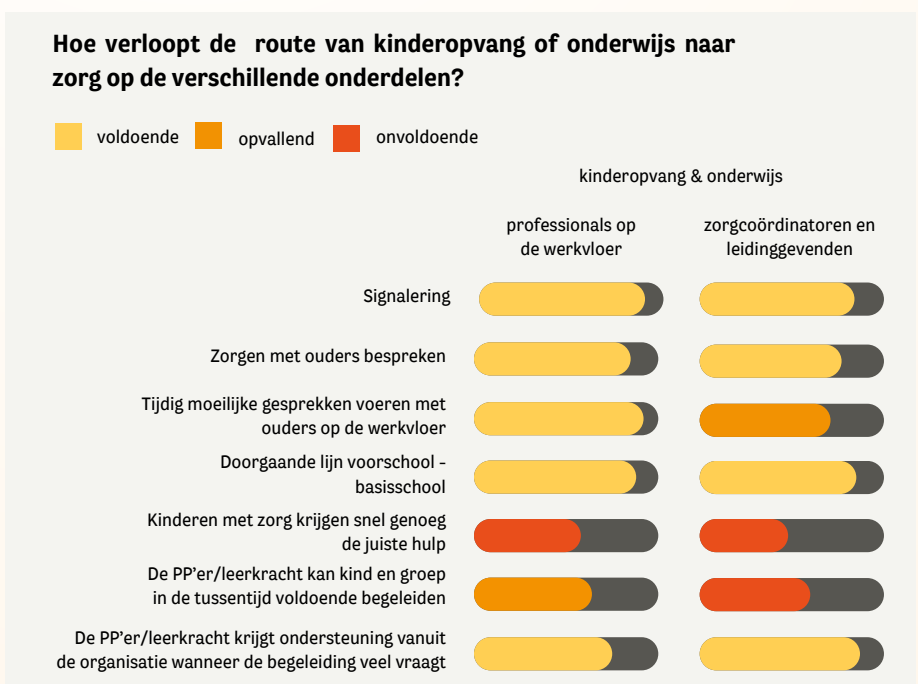 Hoe verloopt de route van kinderopvang of onderwijs naar
zorg op de verschillende onderdelen?
voldoende opvallend onvoldoende
kinderopvang & onderwijs
professionals op
de werkvloer
zorgcoördinatoren en
leidinggevenden
Signalering
Zorgen met ouders bespreken
Tijdig moeilijke gesprekken voeren met
ouders op de werkvloer
Doorgaande lijn voorschool -
basisschool
Kinderen met zorg krijgen snel genoeg
de juiste hulp
De PP'er/leerkracht kan kind en groep
in de tussentijd voldoende begeleiden
De PP'er/leerkracht krijgt ondersteuning vanuit
de organisatie wanneer de begeleiding veel vraagt